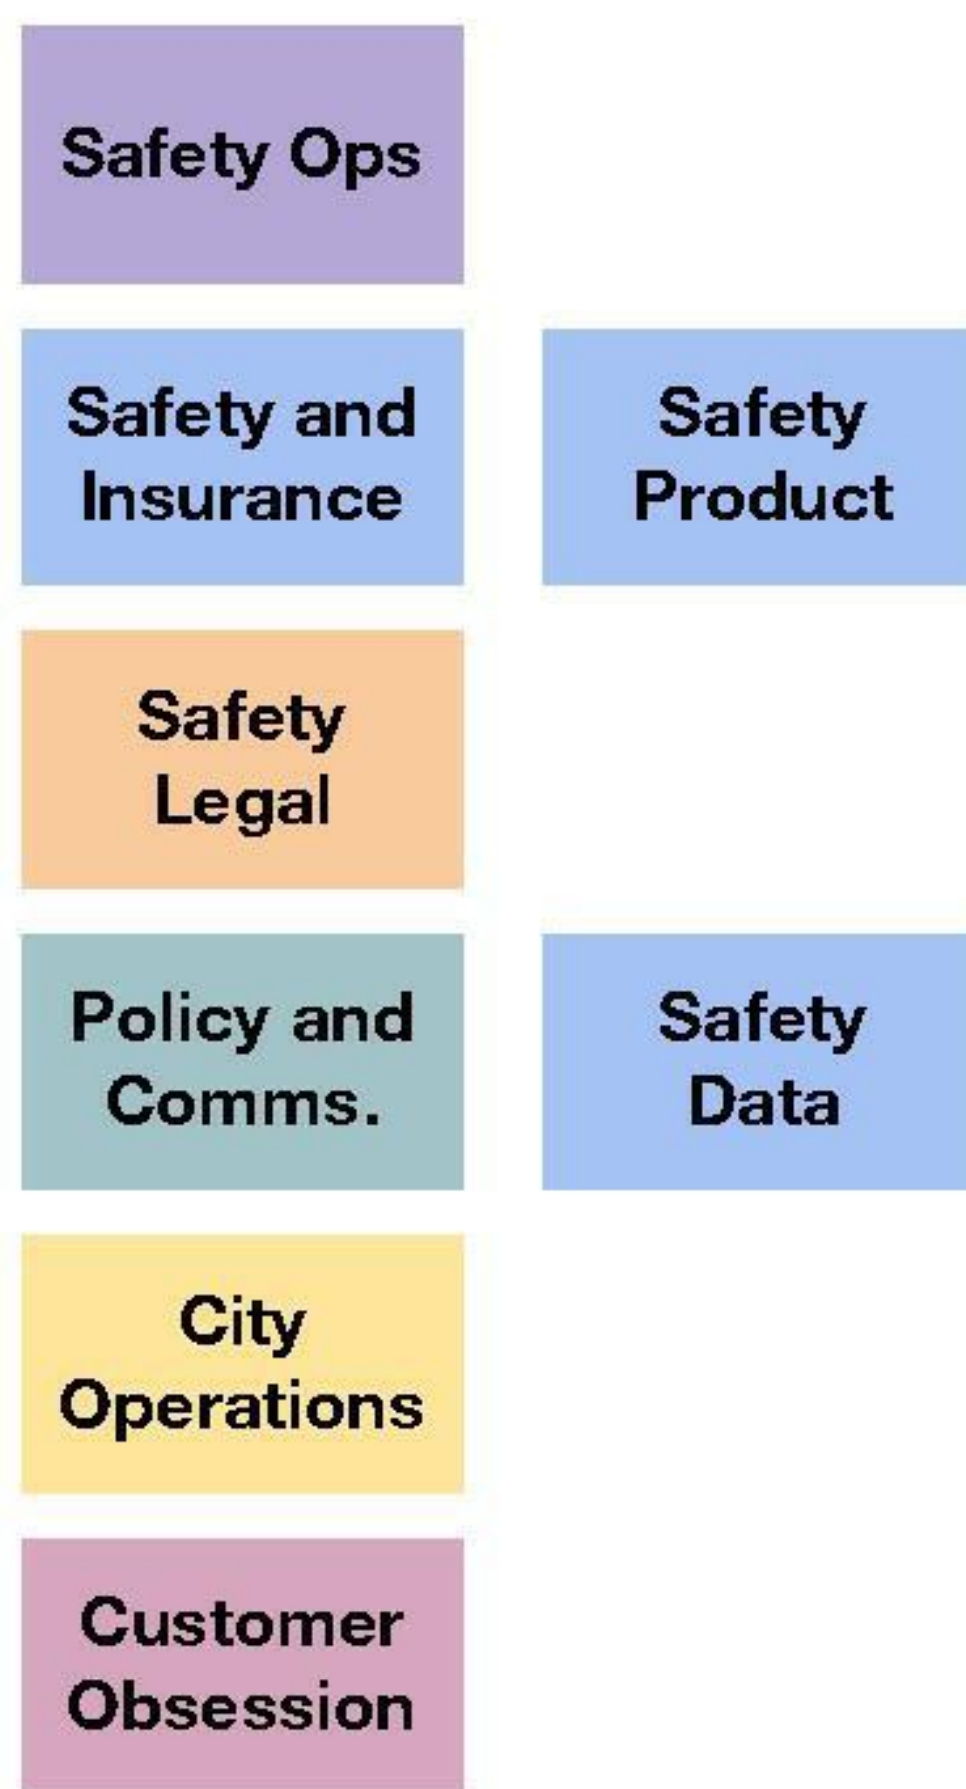 Safety Ops
Safety and
Insurance
Safety
Product
Safety
Legal
Policy and
Comms.
Safety
Data
City
Operations
Customer
Obsession